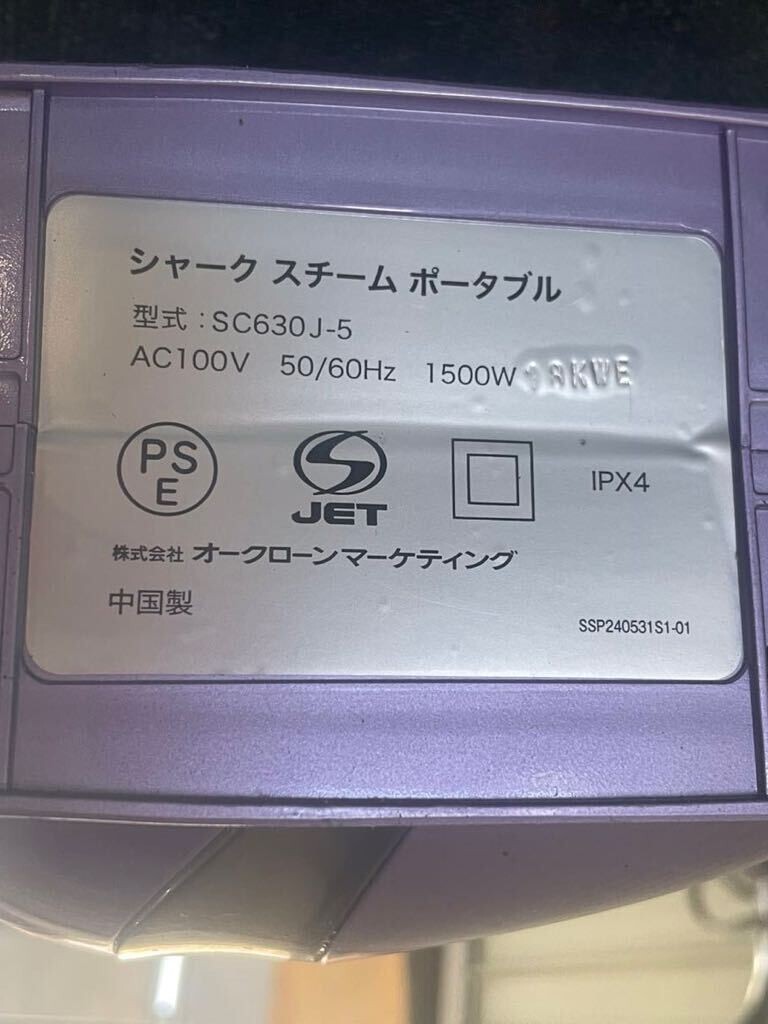 シャーク スチーム ポータブル
型式：SC630J-5
AC100V 50/60Hz 1500W
PS
E
JET
IPX4
株式会社 オークローンマーケティング
中国製
SSP240531S1-01